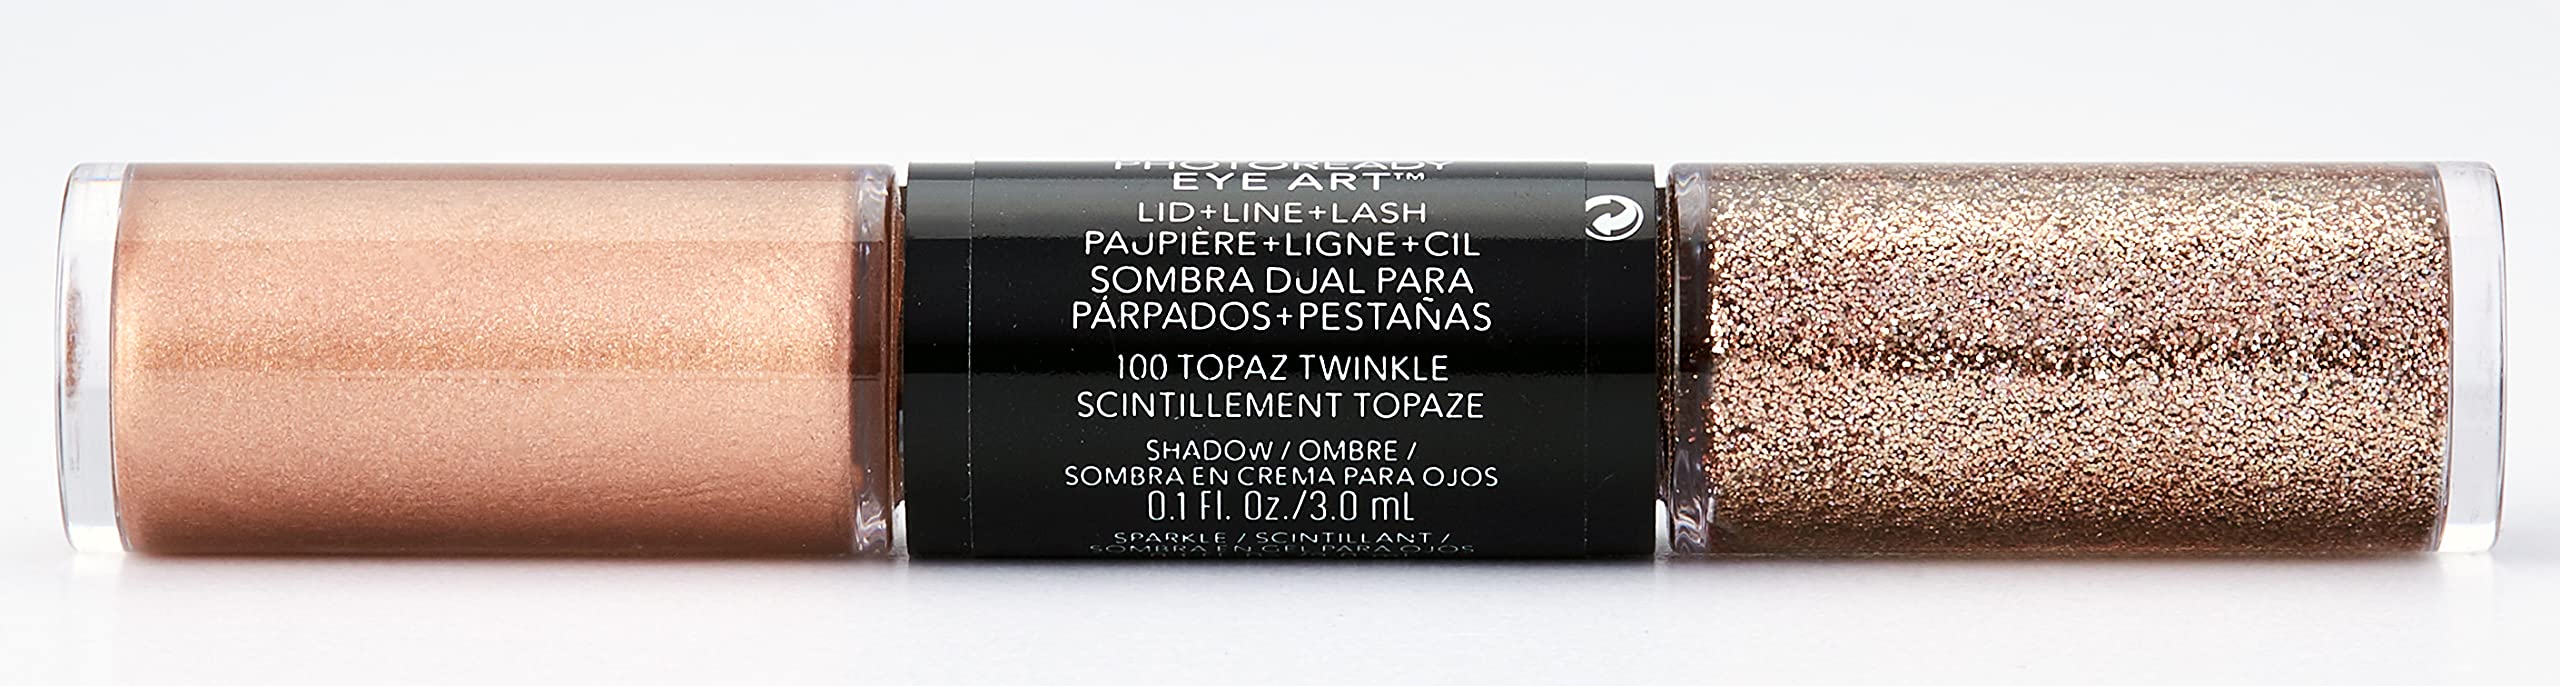 PHOTOREADY
EYE ART™
LID+LINE+LASH
PAUPIÈRE+LIGNE+CIL
SOMBRA DUAL PARA
PÁRPADOS+PESTAÑAS
100 TOPAZ TWINKLE
SCINTILLEMENT TOPAZE
SHADOW / OMBRE /
SOMBRA EN CREMA PARA OJOS
0.1 Fl. Oz./3.0 mL
SPARKLE / SCINTILLANT /
SOMBRA EN GEL PARA OJOS